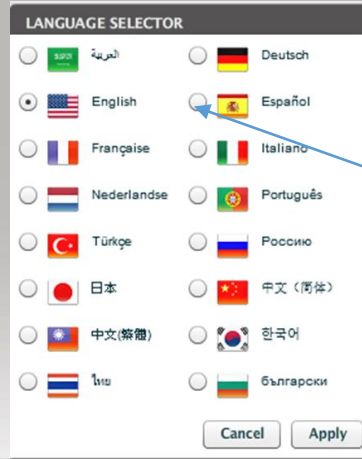 LANGUAGE SELECTOR
العربية
Deutsch
English
Español
Française
Italiano
Nederlandse
Português
Türkçe
Россию
日本
中文（简体）
中文(繁體)
한국어
ไทย
български
Cancel
Apply